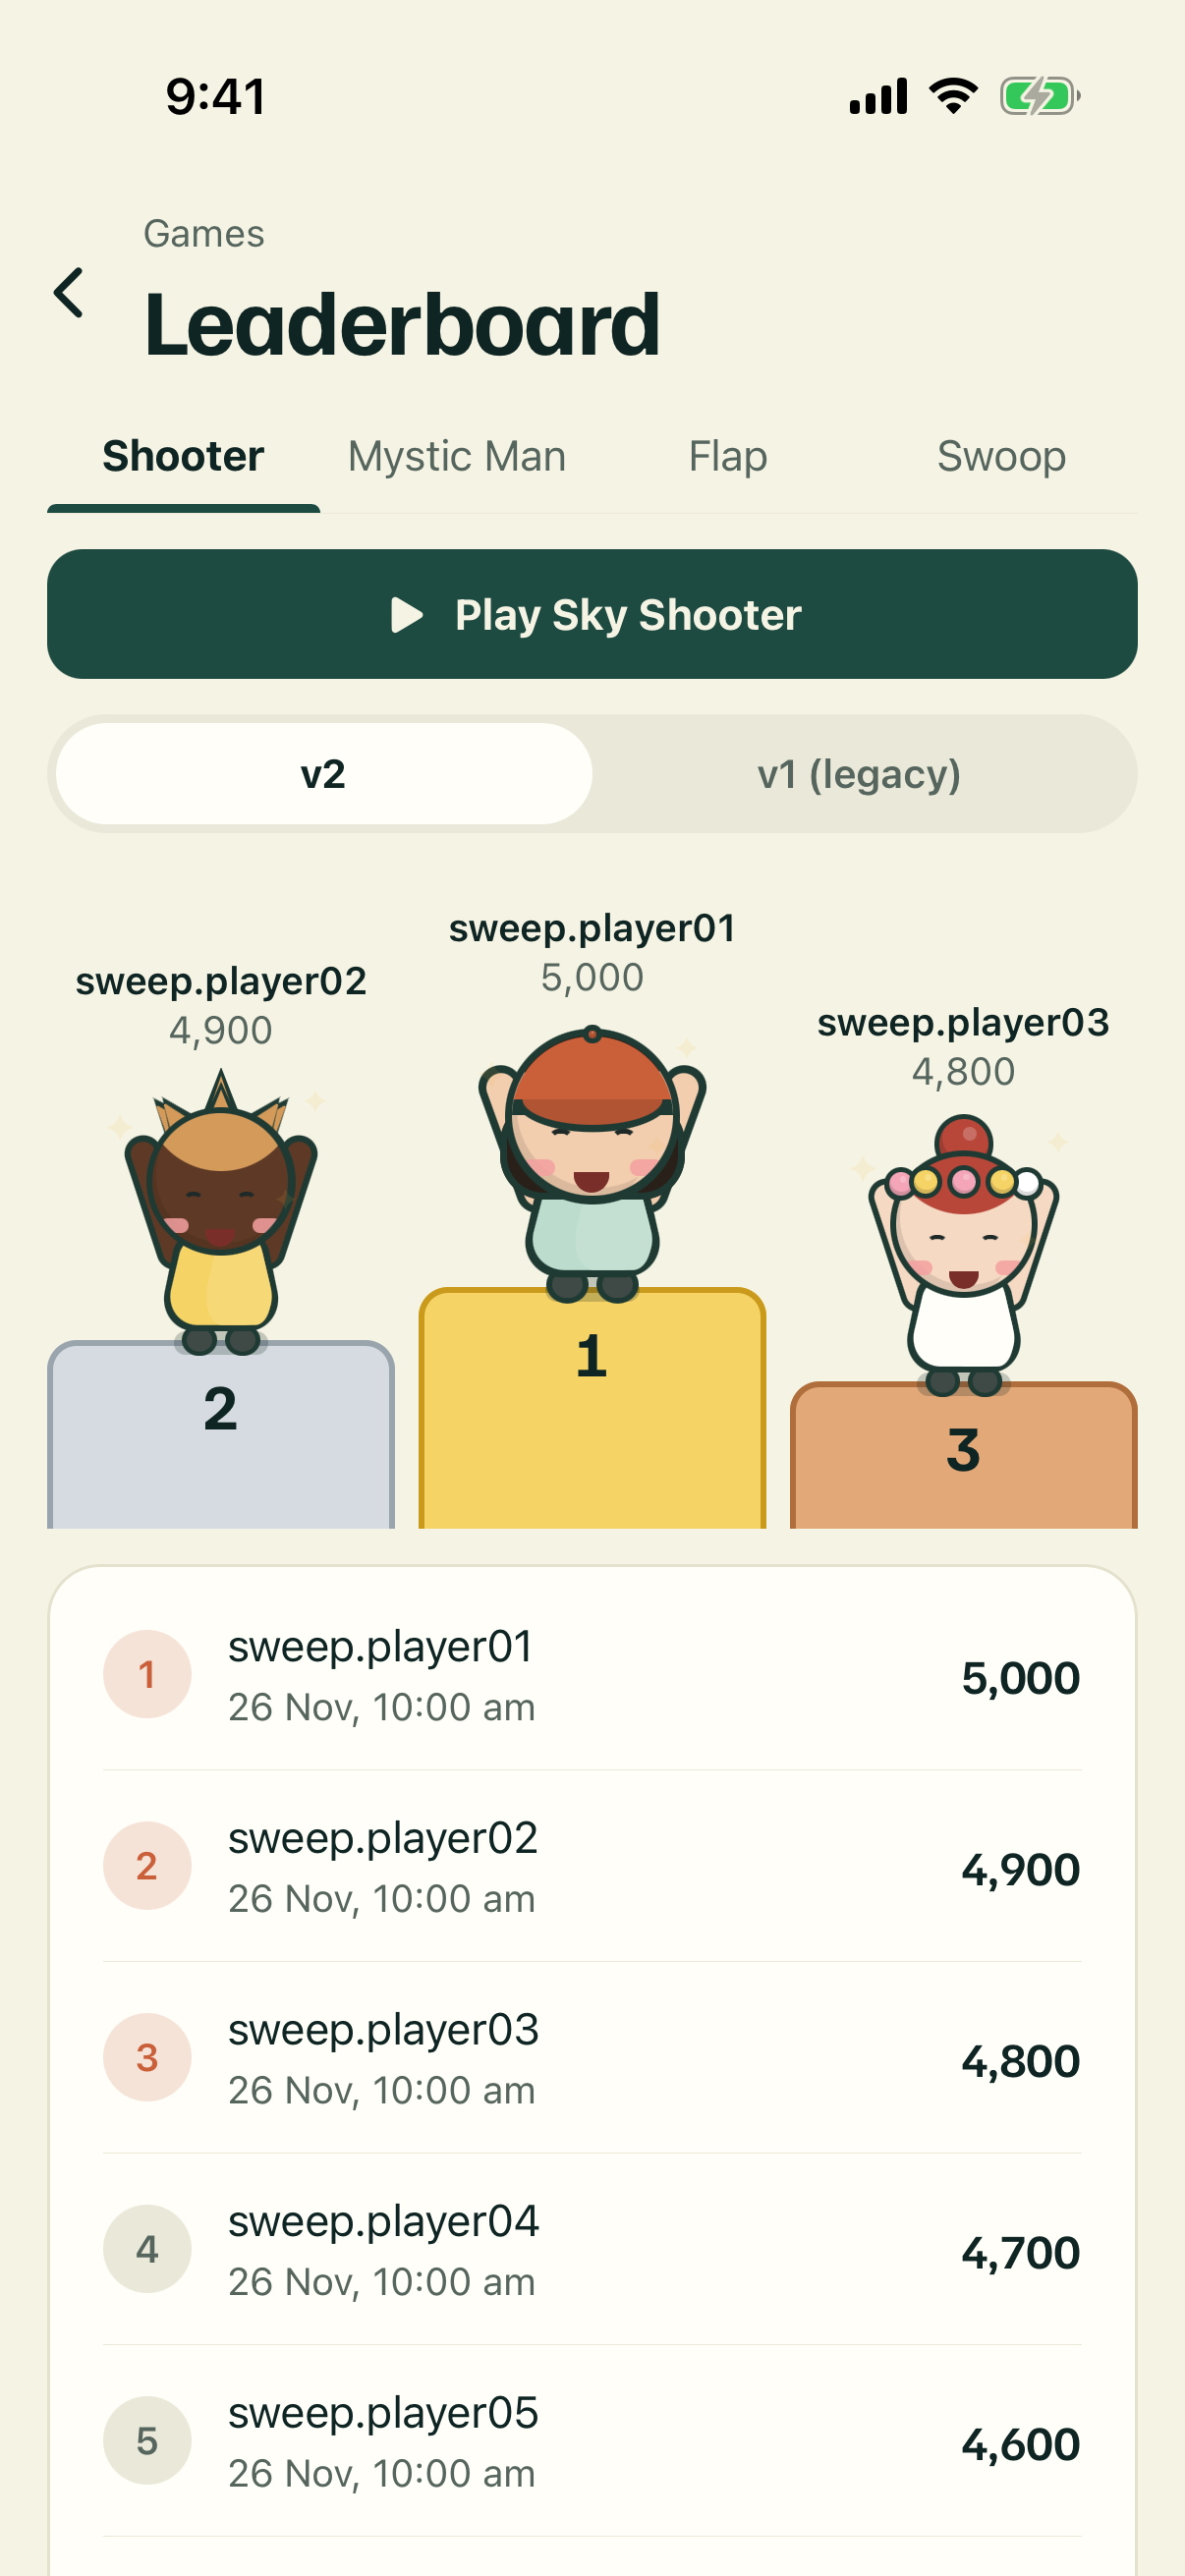 9:41
Games
Leaderboard
Shooter
Mystic Man
Flap
Swoop
Play Sky Shooter
v2
v1 (legacy)
sweep.player02
4,900
sweep.player01
5,000
sweep.player03
4,800
2
1
3
1
sweep.player01
26 Nov, 10:00 am
5,000
2
sweep.player02
26 Nov, 10:00 am
4,900
3
sweep.player03
26 Nov, 10:00 am
4,800
4
sweep.player04
26 Nov, 10:00 am
4,700
5
sweep.player05
26 Nov, 10:00 am
4,600